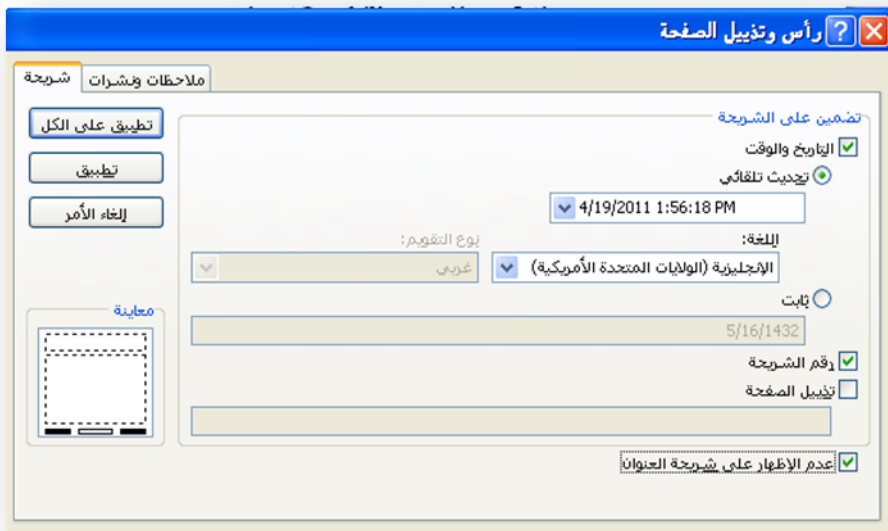 رأس وتذييل الصفحة
شريحة
ملاحظات ونشرات
تضمين على الشريحة
التاريخ والوقت
تحديث تلقائي
4/19/2011 1:56:18 PM
اللغة:
نوع التقويم:
الإنجليزية (الولايات المتحدة الأمريكية)
غربي
ثابت
5/16/1432
رقم الشريحة
تذييل الصفحة
عدم الإظهار على شريحة العنوان
تطبيق على الكل
تطبيق
إلغاء الأمر
معاينة